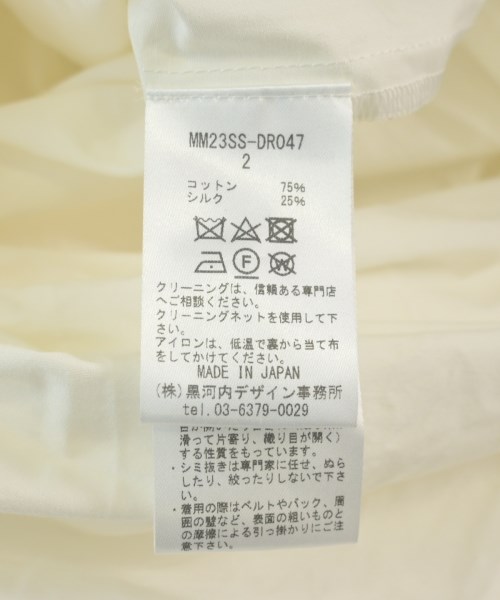 MM23SS-DR047
2
コットン 75%
シルク 25%
F
W
クリーニングは、信頼ある専門店
へご相談ください。
クリーニングネットを使用して下
さい。
アイロンは、低温で裏から当て布
をしてかけてください。
MADE IN JAPAN
(株)黒河内デザイン事務所
tel.03-6379-0029
滑って片寄り、織り目が開く)
する性質をもっています。
・シミ抜きは専門家に任せ、ぬら
したり、絞ったりしないで下さ
い。
・着用の際はベルトやバック、周
囲の壁など、表面の粗いものと
の摩擦による引っ掛かりにご注
意下さい。